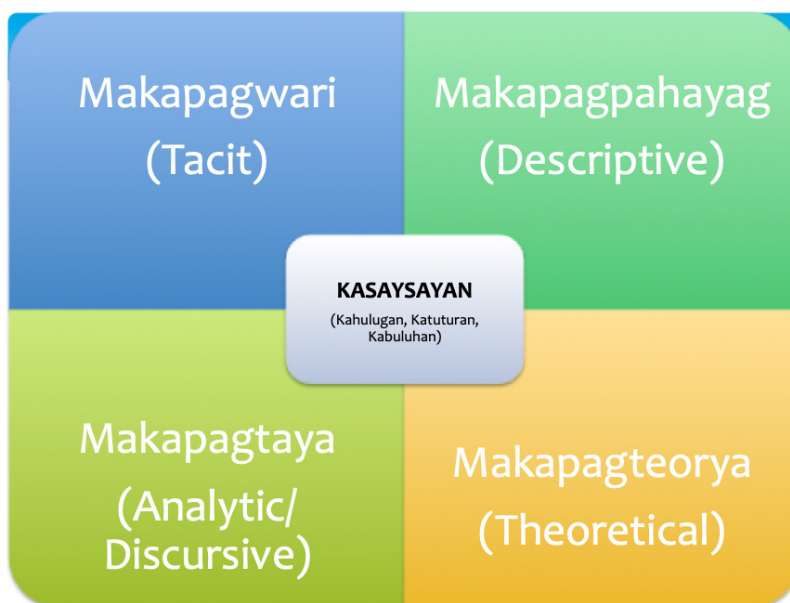 Makapagwari
(Tacit)
Makapagpahayag
(Descriptive)
KASAYSAYAN
(Kahulugan, Katuturan,
Kabuluhan)
Makapagtaya
(Analytic/
Discursive)
Makapagteorya
(Theoretical)